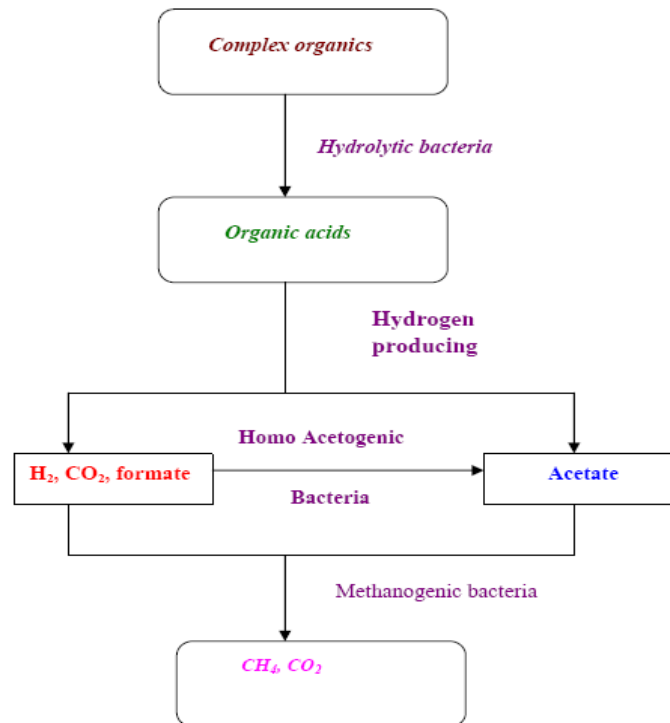 Complex organics
Hydrolytic bacteria
Organic acids
Hydrogen
producing
Homo Acetogenic
H₂, CO₂, formate
Acetate
Bacteria
Methanogenic bacteria
CH₄, CO₂